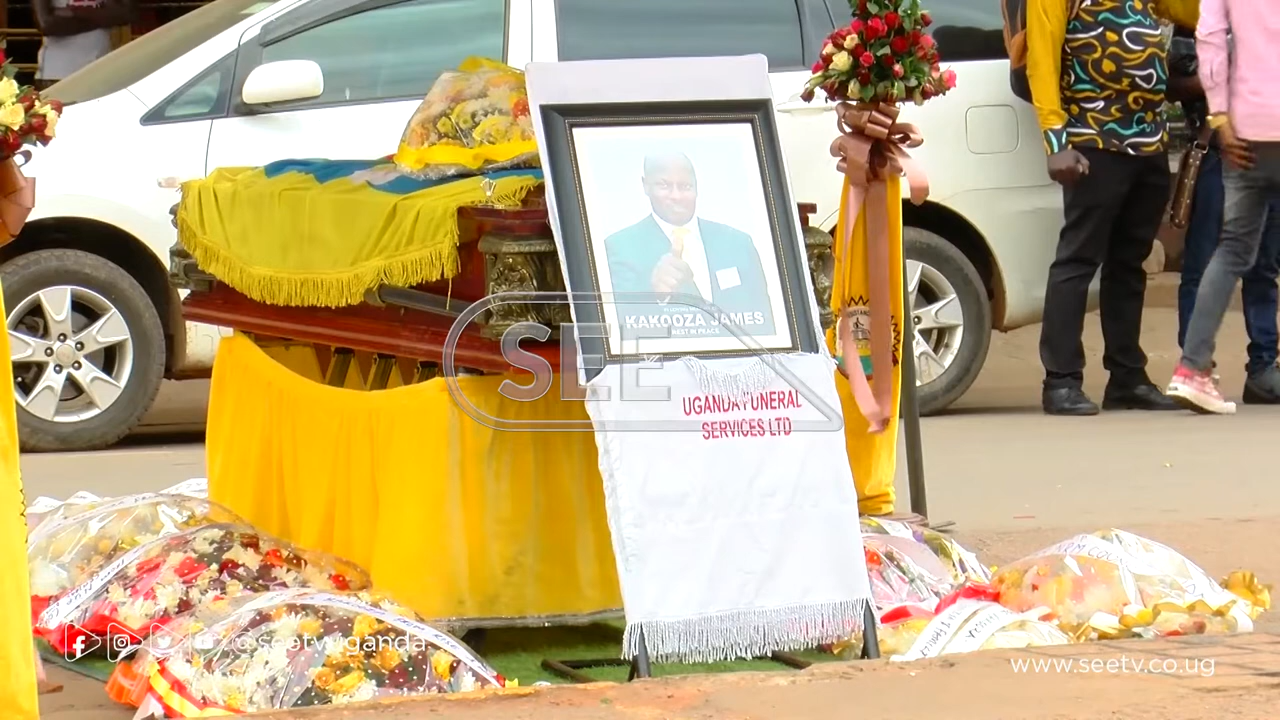 KAKOOZA JAMES
REST IN PEACE
SEE
UGANDA FUNERAL
SERVICES LTD
@seetvuganda
www.seetv.co.ug